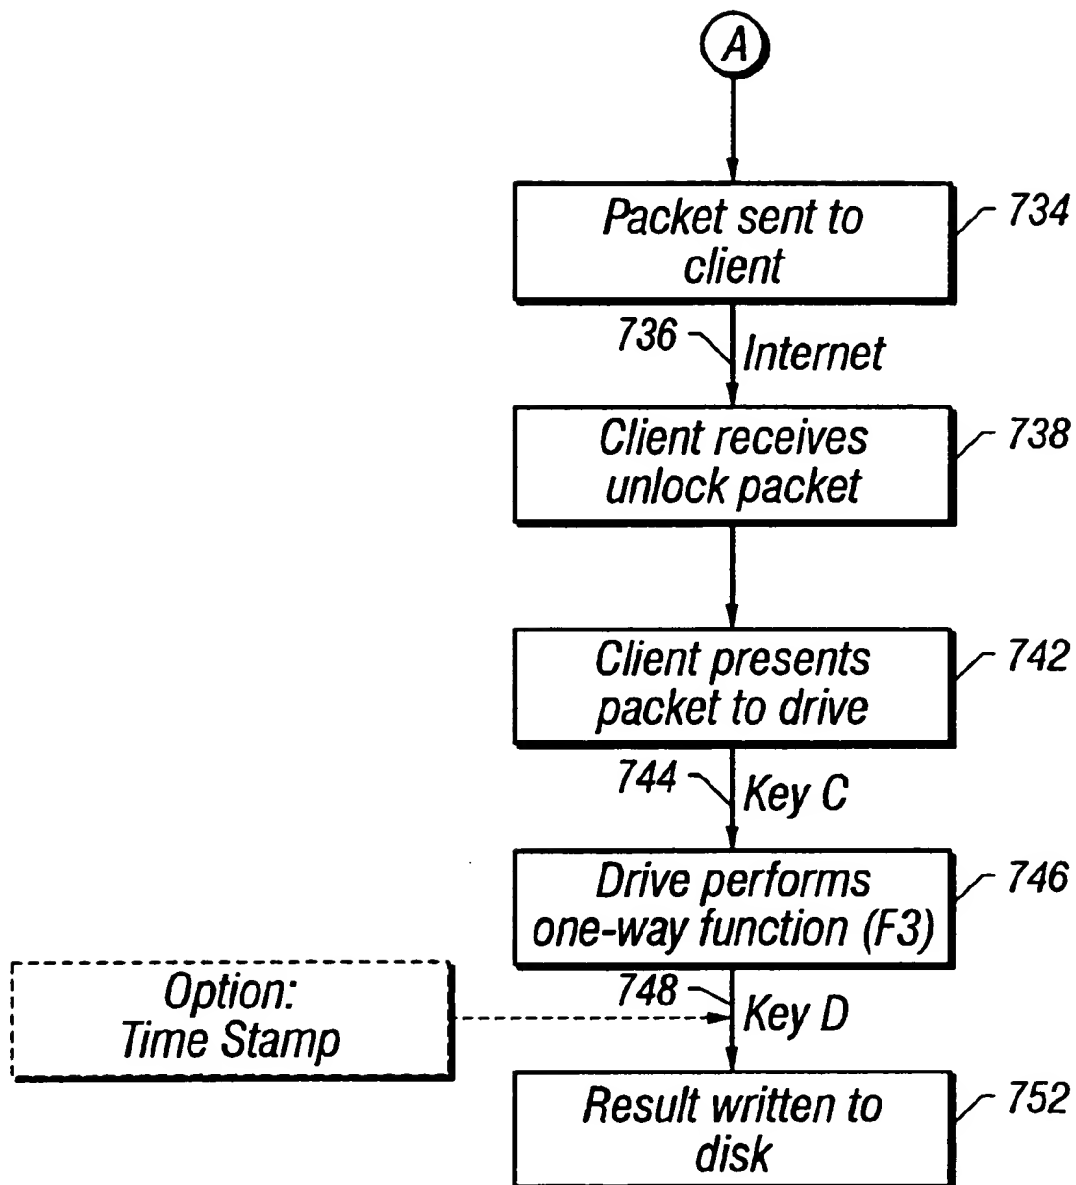 A
Packet sent to
client
734
736
Internet
Client receives
unlock packet
738
Client presents
packet to drive
742
744
Key C
Drive performs
one-way function (F3)
746
Option:
Time Stamp
748
Key D
Result written to
disk
752